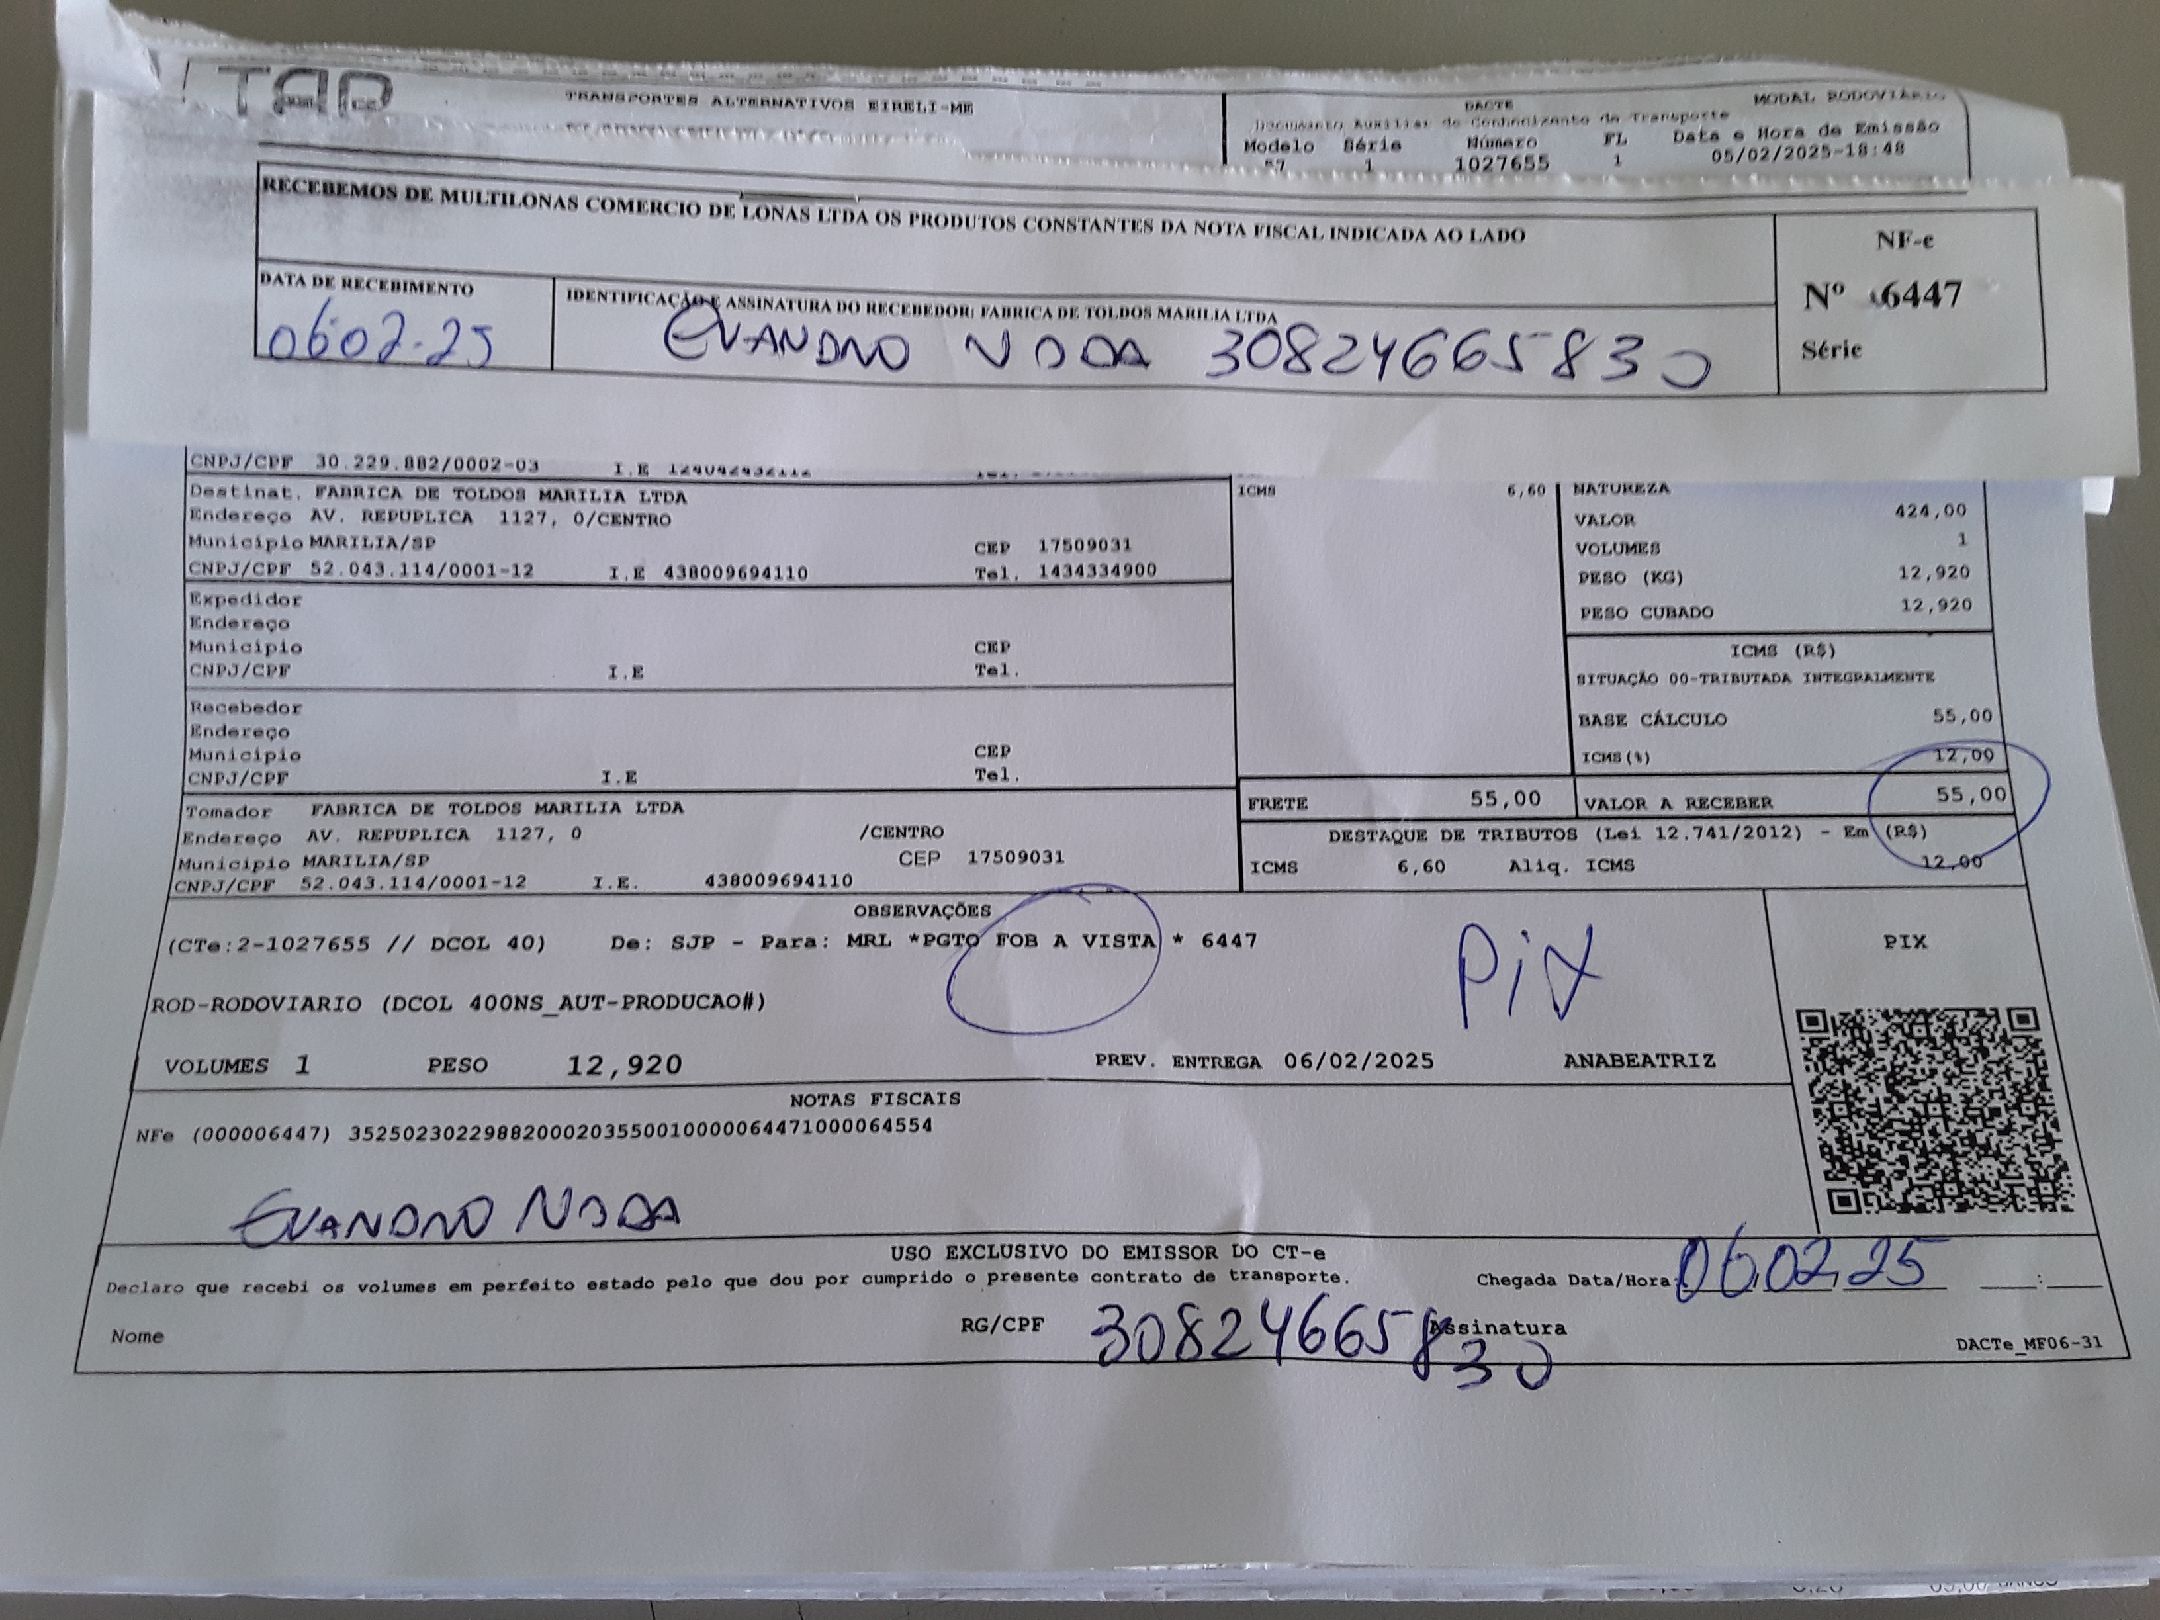 TAP
TRANSPORTES ALTERNATIVOS EIRELI-ME
DACTE
MODAL RODOVIÁRIO
Documento Auxiliar do Conhecimento de Transporte
Modelo Série Número FL Data e Hora de Emissão
57 1 1027655 1 05/02/2025-18:48
RECEBEMOS DE MULTILONAS COMERCIO DE LONAS LTDA OS PRODUTOS CONSTANTES DA NOTA FISCAL INDICADA AO LADO
NF-e
Nº 6447
Série
DATA DE RECEBIMENTO
06.02.25
IDENTIFICAÇÃO E ASSINATURA DO RECEBEDOR: FABRICA DE TOLDOS MARILIA LTDA
EVANDRO NODA 30824665830
CNPJ/CPF 30.229.882/0002-03 I.E
Destinat. FABRICA DE TOLDOS MARILIA LTDA
Endereço AV. REPUPLICA 1127, 0/CENTRO
Município MARILIA/SP CEP 17509031
CNPJ/CPF 52.043.114/0001-12 I.E 438009694110 Tel. 1434334900
Expedidor
Endereço
Município CEP
CNPJ/CPF I.E Tel.
Recebedor
Endereço
Município CEP
CNPJ/CPF I.E Tel.
Tomador FABRICA DE TOLDOS MARILIA LTDA
Endereço AV. REPUPLICA 1127, 0 /CENTRO
Município MARILIA/SP CEP 17509031
CNPJ/CPF 52.043.114/0001-12 I.E. 438009694110
ICMS 6,60
NATUREZA
VALOR 424,00
VOLUMES 1
PESO (KG) 12,920
PESO CUBADO 12,920
ICMS (R$)
SITUAÇÃO 00-TRIBUTADA INTEGRALMENTE
BASE CÁLCULO 55,00
ICMS(%) 12,00
FRETE 55,00 VALOR A RECEBER 55,00
DESTAQUE DE TRIBUTOS (Lei 12.741/2012) - Em (R$)
ICMS 6,60 Aliq. ICMS 12,00
OBSERVAÇÕES
(CTe:2-1027655 // DCOL 40) De: SJP - Para: MRL *PGTO FOB A VISTA * 6447
PiX
PIX
ROD-RODOVIARIO (DCOL 400NS_AUT-PRODUCAO#)
VOLUMES 1 PESO 12,920 PREV. ENTREGA 06/02/2025 ANABEATRIZ
NOTAS FISCAIS
NFe (000006447) 35250230229882000203550010000064471000064554
EVANDRO NODA
USO EXCLUSIVO DO EMISSOR DO CT-e
Declaro que recebi os volumes em perfeito estado pelo que dou por cumprido o presente contrato de transporte. Chegada Data/Hora: 06.02.25 :
Nome RG/CPF 30824665830 Assinatura
DACTe_MF06-31